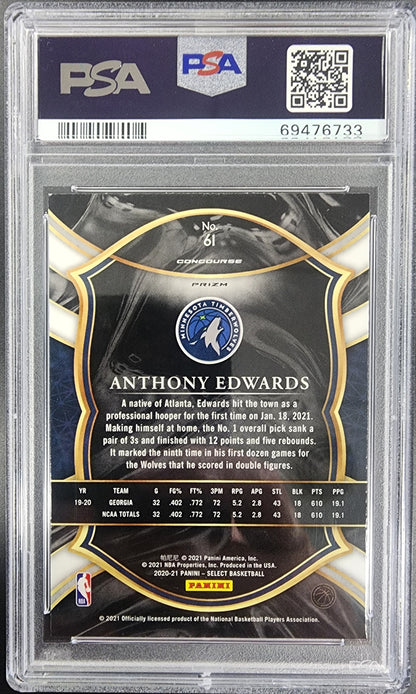 PSA
PSA
69476733
No.
61
CONCOURSE
PRIZM
MINNESOTA TIMBERWOLVES
ANTHONY EDWARDS
A native of Atlanta, Edwards hit the town as a
professional hooper for the first time on Jan. 18, 2021.
Making himself at home, the No. 1 overall pick sank a
pair of 3s and finished with 12 points and five rebounds.
It marked the ninth time in his first dozen games for
the Wolves that he scored in double figures.
YR TEAM G FG% FT% 3PM RPG APG STL BLK PTS PPG
19-20 GEORGIA 32 .402 .772 72 5.2 2.8 43 18 610 19.1
NCAA TOTALS 32 .402 .772 72 5.2 2.8 43 18 610 19.1
帕尼尼 © 2021 Panini America, Inc.
© 2021 NBA Properties, Inc. Produced in the USA.
2020-21 PANINI – SELECT BASKETBALL
PANINI
NBA
© 2021 Officially licensed product of the National Basketball Players Association.